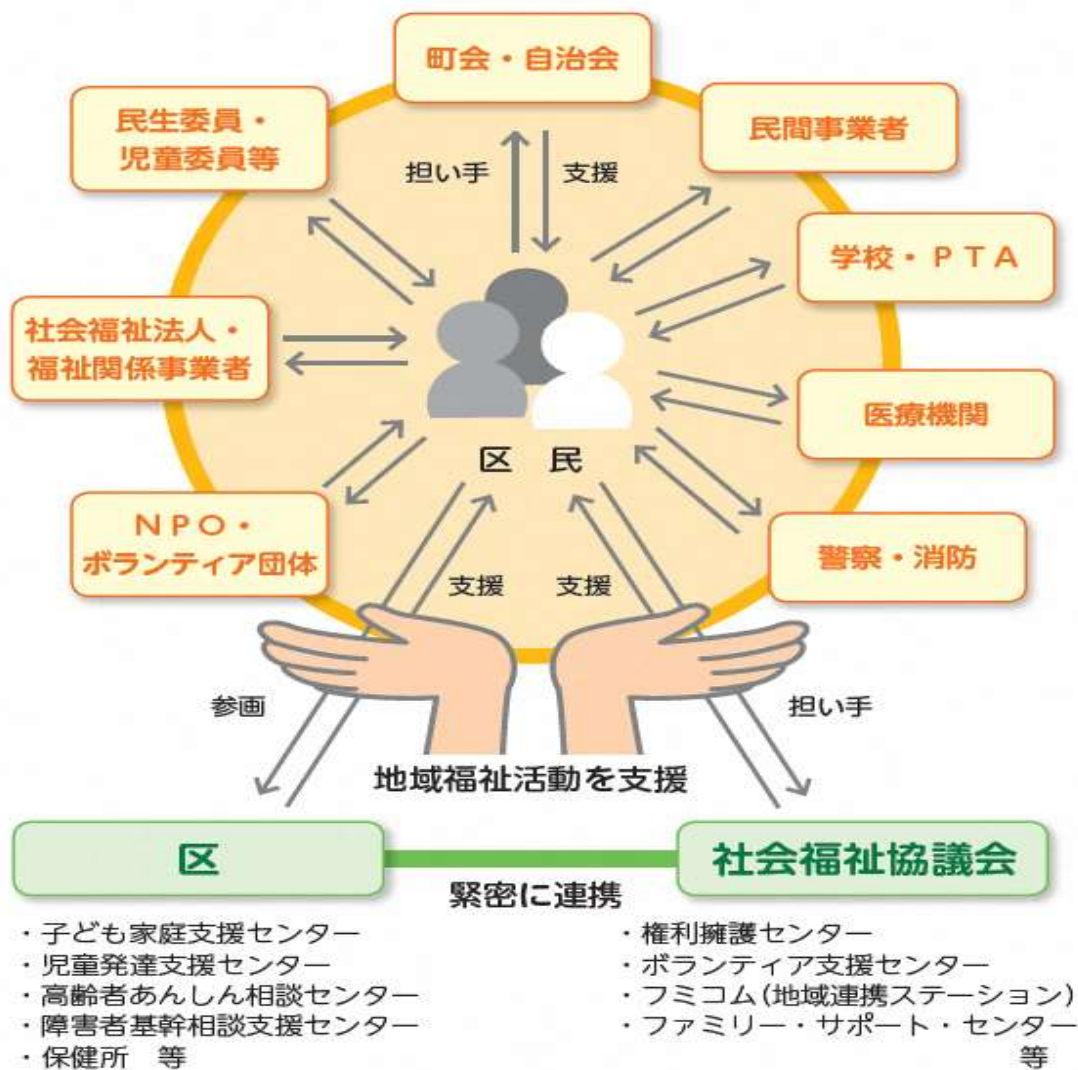 町会・自治会
民生委員・
児童委員等
民間事業者
担い手
支援
学校・ＰＴＡ
社会福祉法人・
福祉関係事業者
医療機関
区　民
ＮＰＯ・
ボランティア団体
警察・消防
支援
支援
参画
担い手
地域福祉活動を支援
区
社会福祉協議会
緊密に連携
・子ども家庭支援センター
・児童発達支援センター
・高齢者あんしん相談センター
・障害者基幹相談支援センター
・保健所　等
・権利擁護センター
・ボランティア支援センター
・フミコム(地域連携ステーション)
・ファミリー・サポート・センター
等